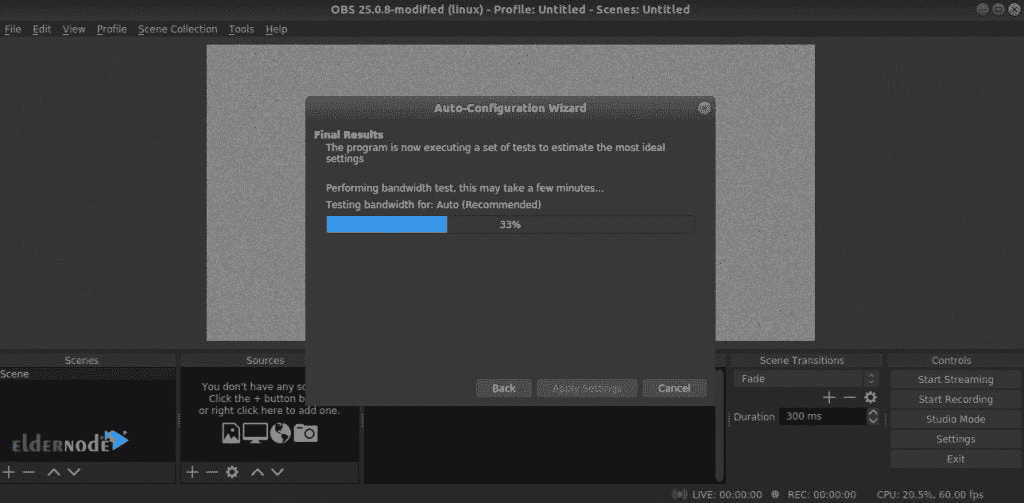 OBS 25.0.8-modified (linux) - Profile: Untitled - Scenes: Untitled
File Edit View Profile Scene Collection Tools Help
Auto-Configuration Wizard
Final Results
The program is now executing a set of tests to estimate the most ideal
settings
Performing bandwidth test, this may take a few minutes...
Testing bandwidth for: Auto (Recommended)
33%
Back Apply Settings Cancel
Scenes
Scene
eldernode
Sources
You don't have any so
Click the + button b
or right click here to add one.
Scene Transitions
Fade
Duration 300 ms
Controls
Start Streaming
Start Recording
Studio Mode
Settings
Exit
LIVE: 00:00:00 REC: 00:00:00 CPU: 20.5%, 60.00 fps